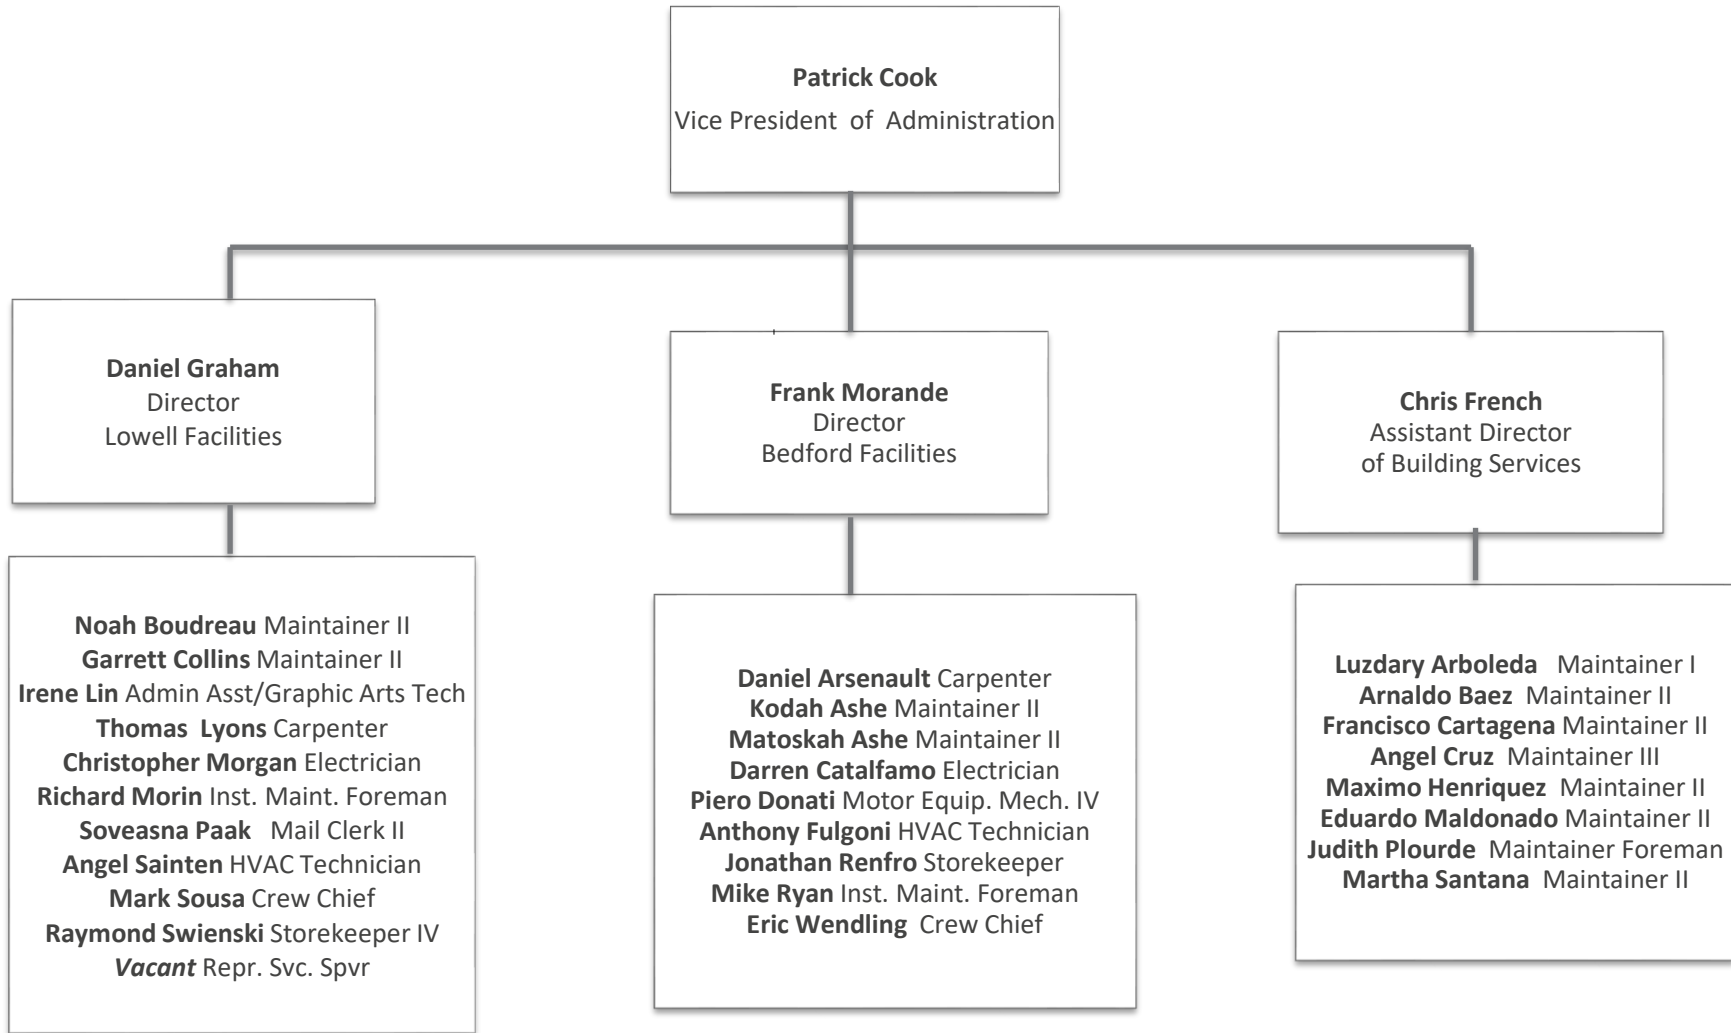 Patrick Cook
Vice President of Administration
Daniel Graham
Director
Lowell Facilities
Frank Morande
Director
Bedford Facilities
Chris French
Assistant Director
of Building Services
Noah Boudreau Maintainer II
Garrett Collins Maintainer II
Irene Lin Admin Asst/Graphic Arts Tech
Thomas Lyons Carpenter
Christopher Morgan Electrician
Richard Morin Inst. Maint. Foreman
Soveasna Paak Mail Clerk II
Angel Sainten HVAC Technician
Mark Sousa Crew Chief
Raymond Swienski Storekeeper IV
Vacant Repr. Svc. Spvr
Daniel Arsenault Carpenter
Kodah Ashe Maintainer II
Matoskah Ashe Maintainer II
Darren Catalfamo Electrician
Piero Donati Motor Equip. Mech. IV
Anthony Fulgoni HVAC Technician
Jonathan Renfro Storekeeper
Mike Ryan Inst. Maint. Foreman
Eric Wendling Crew Chief
Luzdary Arboleda Maintainer I
Arnaldo Baez Maintainer II
Francisco Cartagena Maintainer II
Angel Cruz Maintainer III
Maximo Henriquez Maintainer II
Eduardo Maldonado Maintainer II
Judith Plourde Maintainer Foreman
Martha Santana Maintainer II